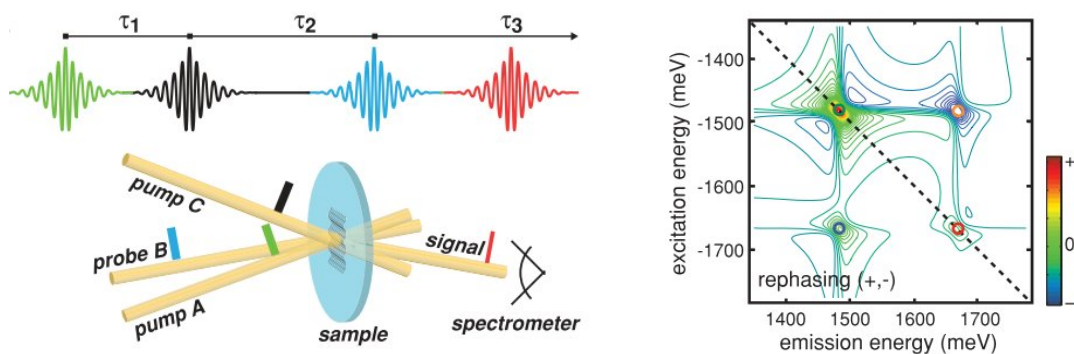 τ1
τ2
τ3
pump C
probe B
pump A
signal
sample
spectrometer
excitation energy (meV)
-1400
-1500
-1600
-1700
rephasing (+,-)
1400
1500
1600
1700
emission energy (meV)
+
0
−